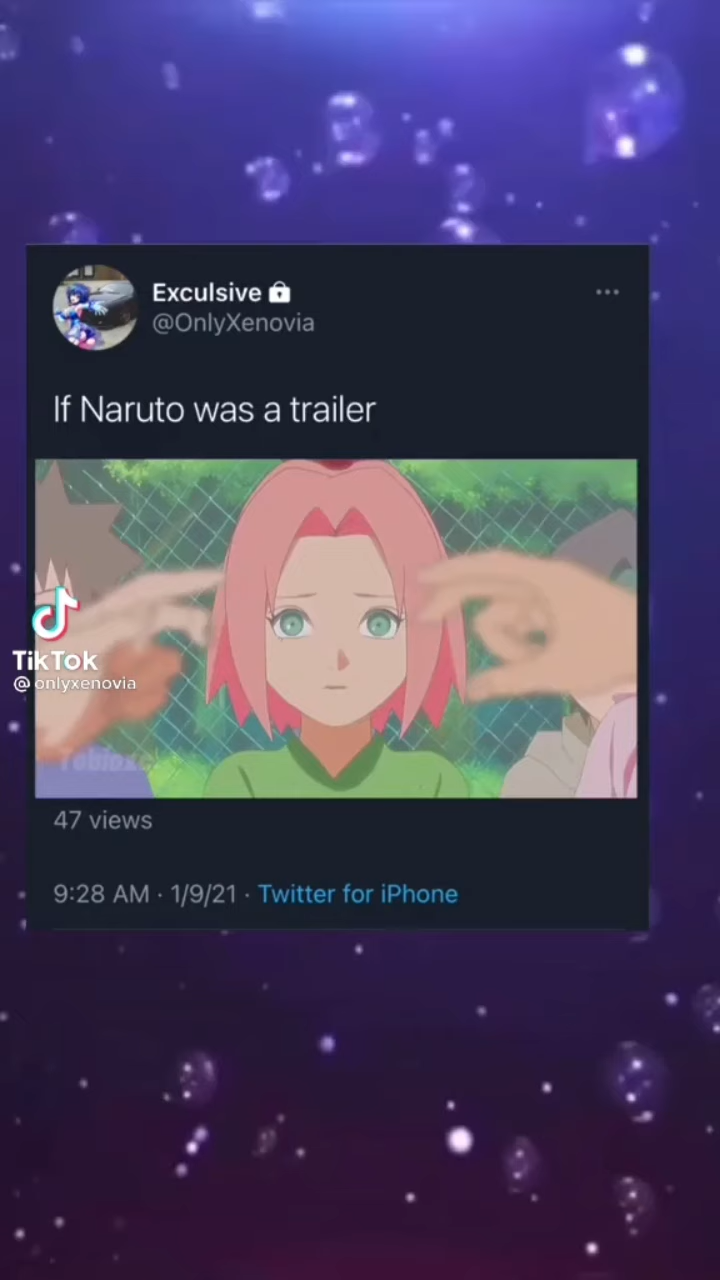 Exculsive
@OnlyXenovia
If Naruto was a trailer
TikTok
@onlyxenovia
47 views
9:28 AM · 1/9/21 · Twitter for iPhone